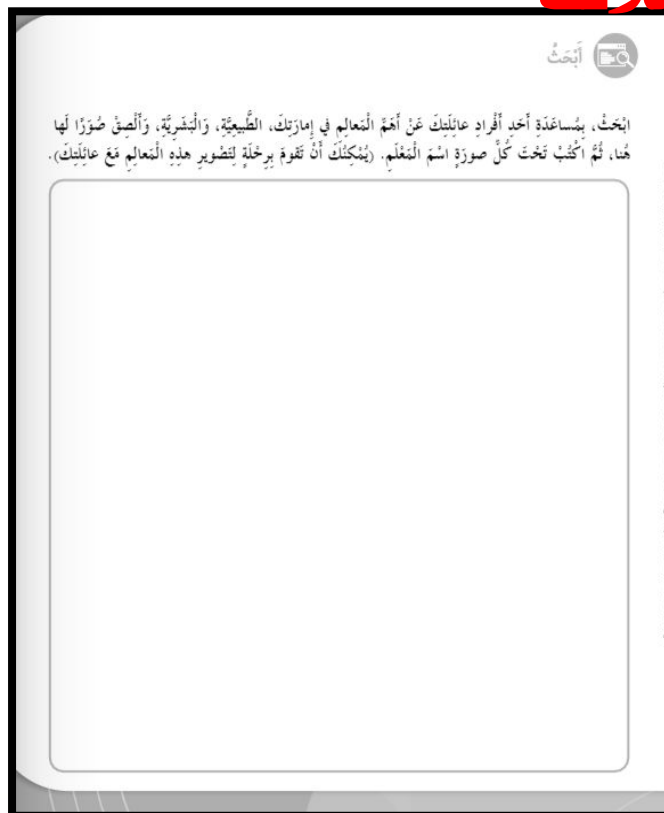 أَبْحَثُ
ابْحَثْ، بِمُساعَدَةِ أَحَدِ أَفْرادِ عائِلَتِكَ عَنْ أَهَمِّ الْمَعالِمِ في إِمارَتِكَ، الطَّبيعِيَّةِ، وَالْبَشَرِيَّةِ، وَأَلْصِقْ صُوَرًا لَها
هُنا، ثُمَّ اكْتُبْ تَحْتَ كُلِّ صورَةٍ اسْمَ الْمَعْلَمِ. (يُمْكِنُكَ أَنْ تَقومَ بِرِحْلَةٍ لِتَصْويرِ هذِهِ الْمَعالِمِ مَعَ عائِلَتِكَ).